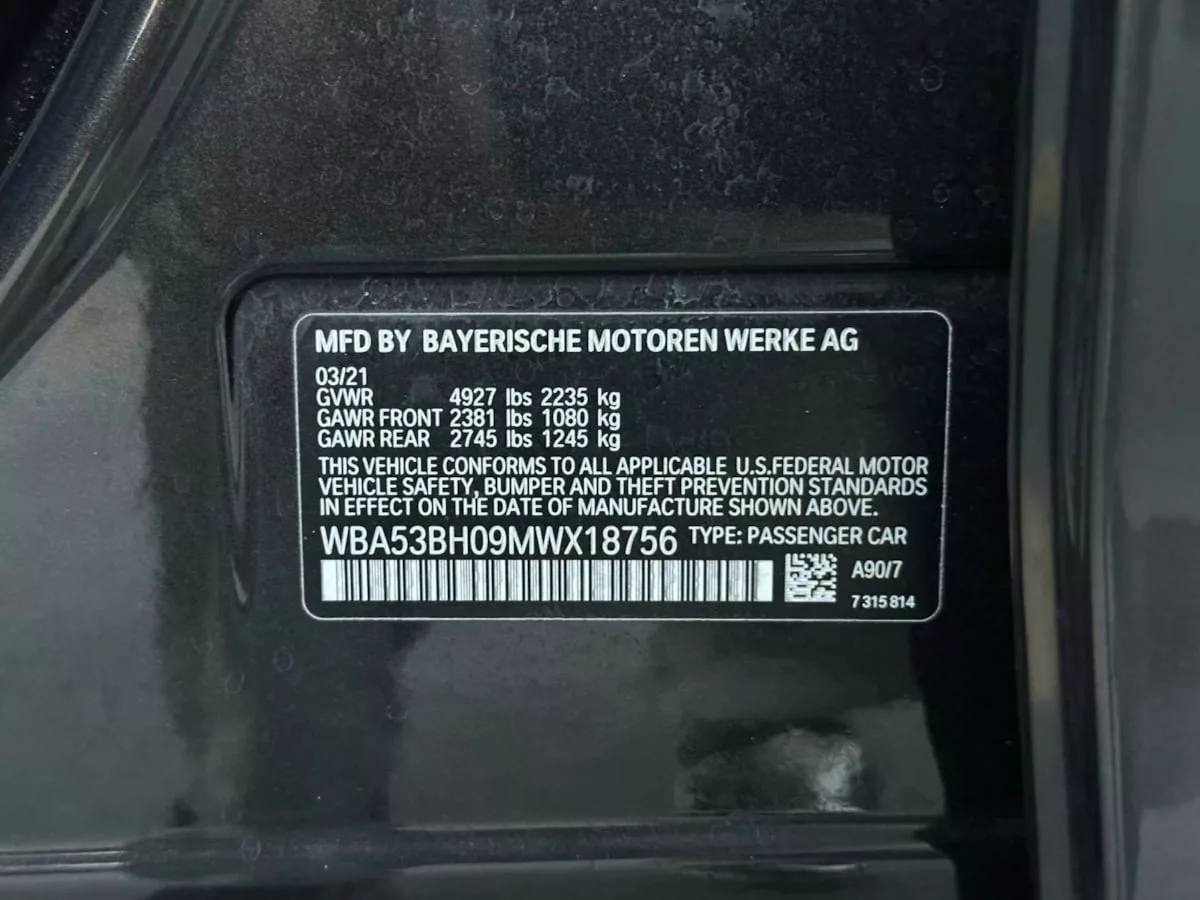 MFD BY BAYERISCHE MOTOREN WERKE AG
03/21
GVWR 4927 lbs 2235 kg
GAWR FRONT 2381 lbs 1080 kg
GAWR REAR 2745 lbs 1245 kg
THIS VEHICLE CONFORMS TO ALL APPLICABLE U.S.FEDERAL MOTOR
VEHICLE SAFETY, BUMPER AND THEFT PREVENTION STANDARDS
IN EFFECT ON THE DATE OF MANUFACTURE SHOWN ABOVE.
WBA53BH09MWX18756 TYPE: PASSENGER CAR
A90/7
7 315 814